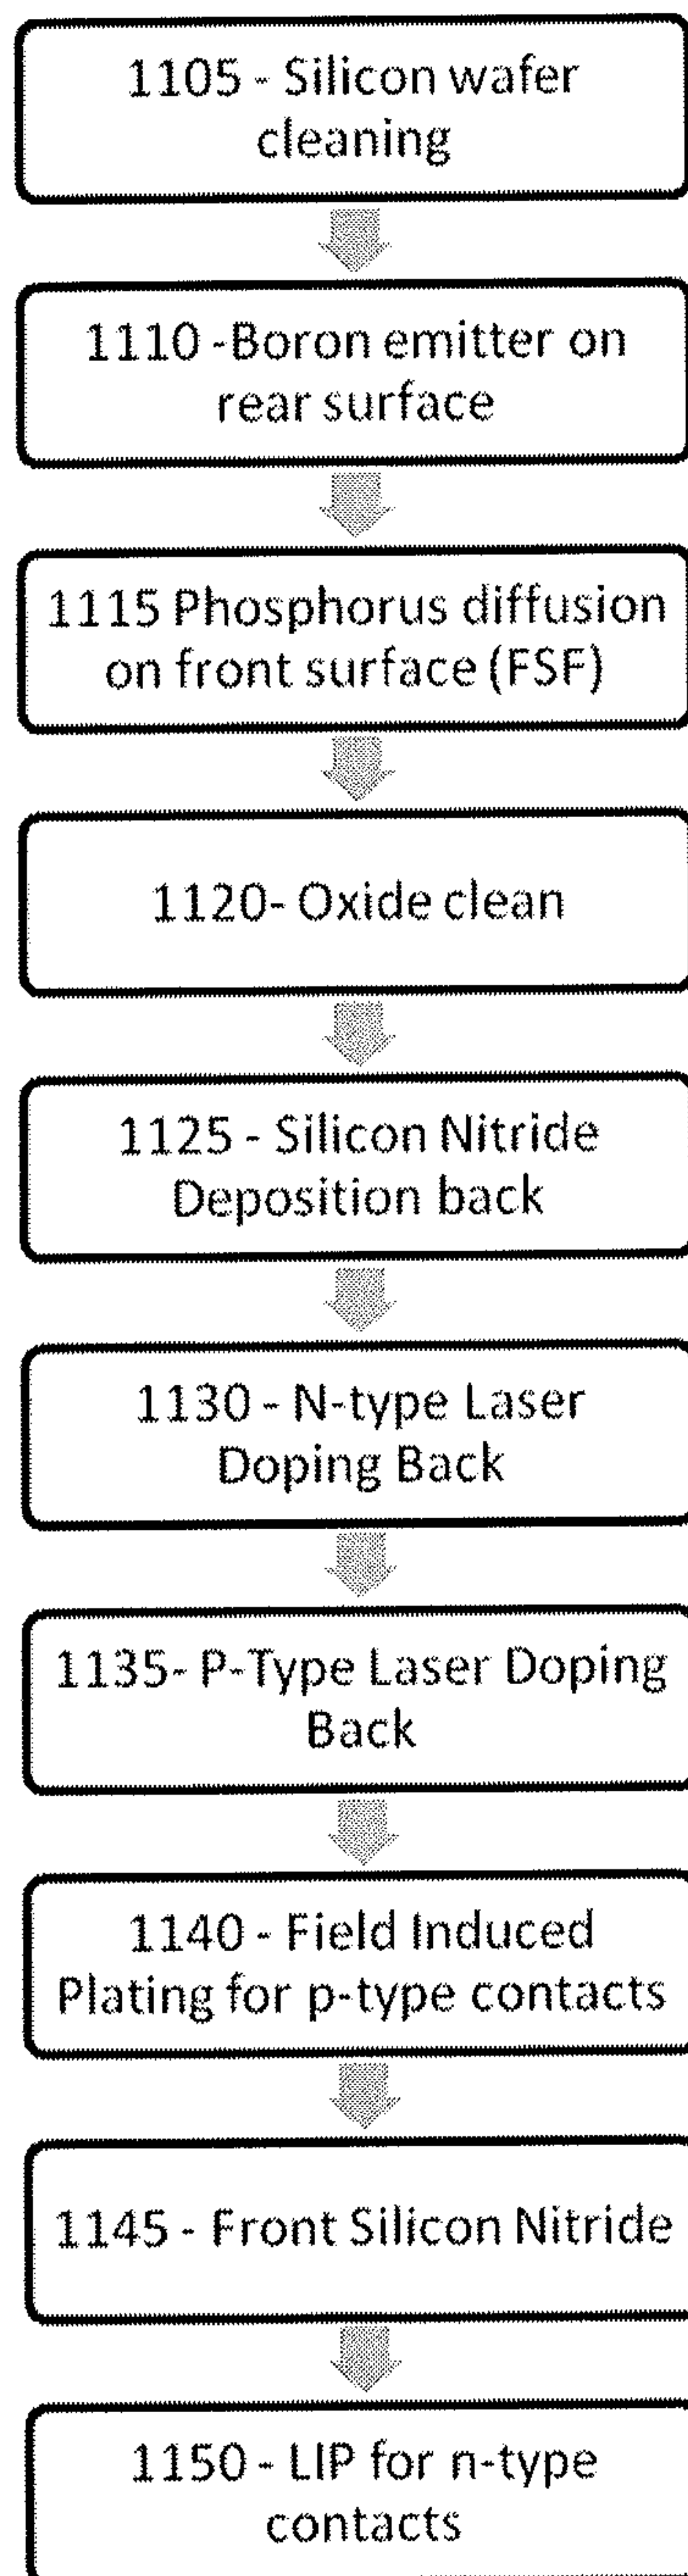 1105 - Silicon wafer
cleaning
1110 -Boron emitter on
rear surface
1115 Phosphorus diffusion
on front surface (FSF)
1120- Oxide clean
1125 - Silicon Nitride
Deposition back
1130 - N-type Laser
Doping Back
1135- P-Type Laser Doping
Back
1140 - Field Induced
Plating for p-type contacts
1145 - Front Silicon Nitride
1150 - LIP for n-type
contacts